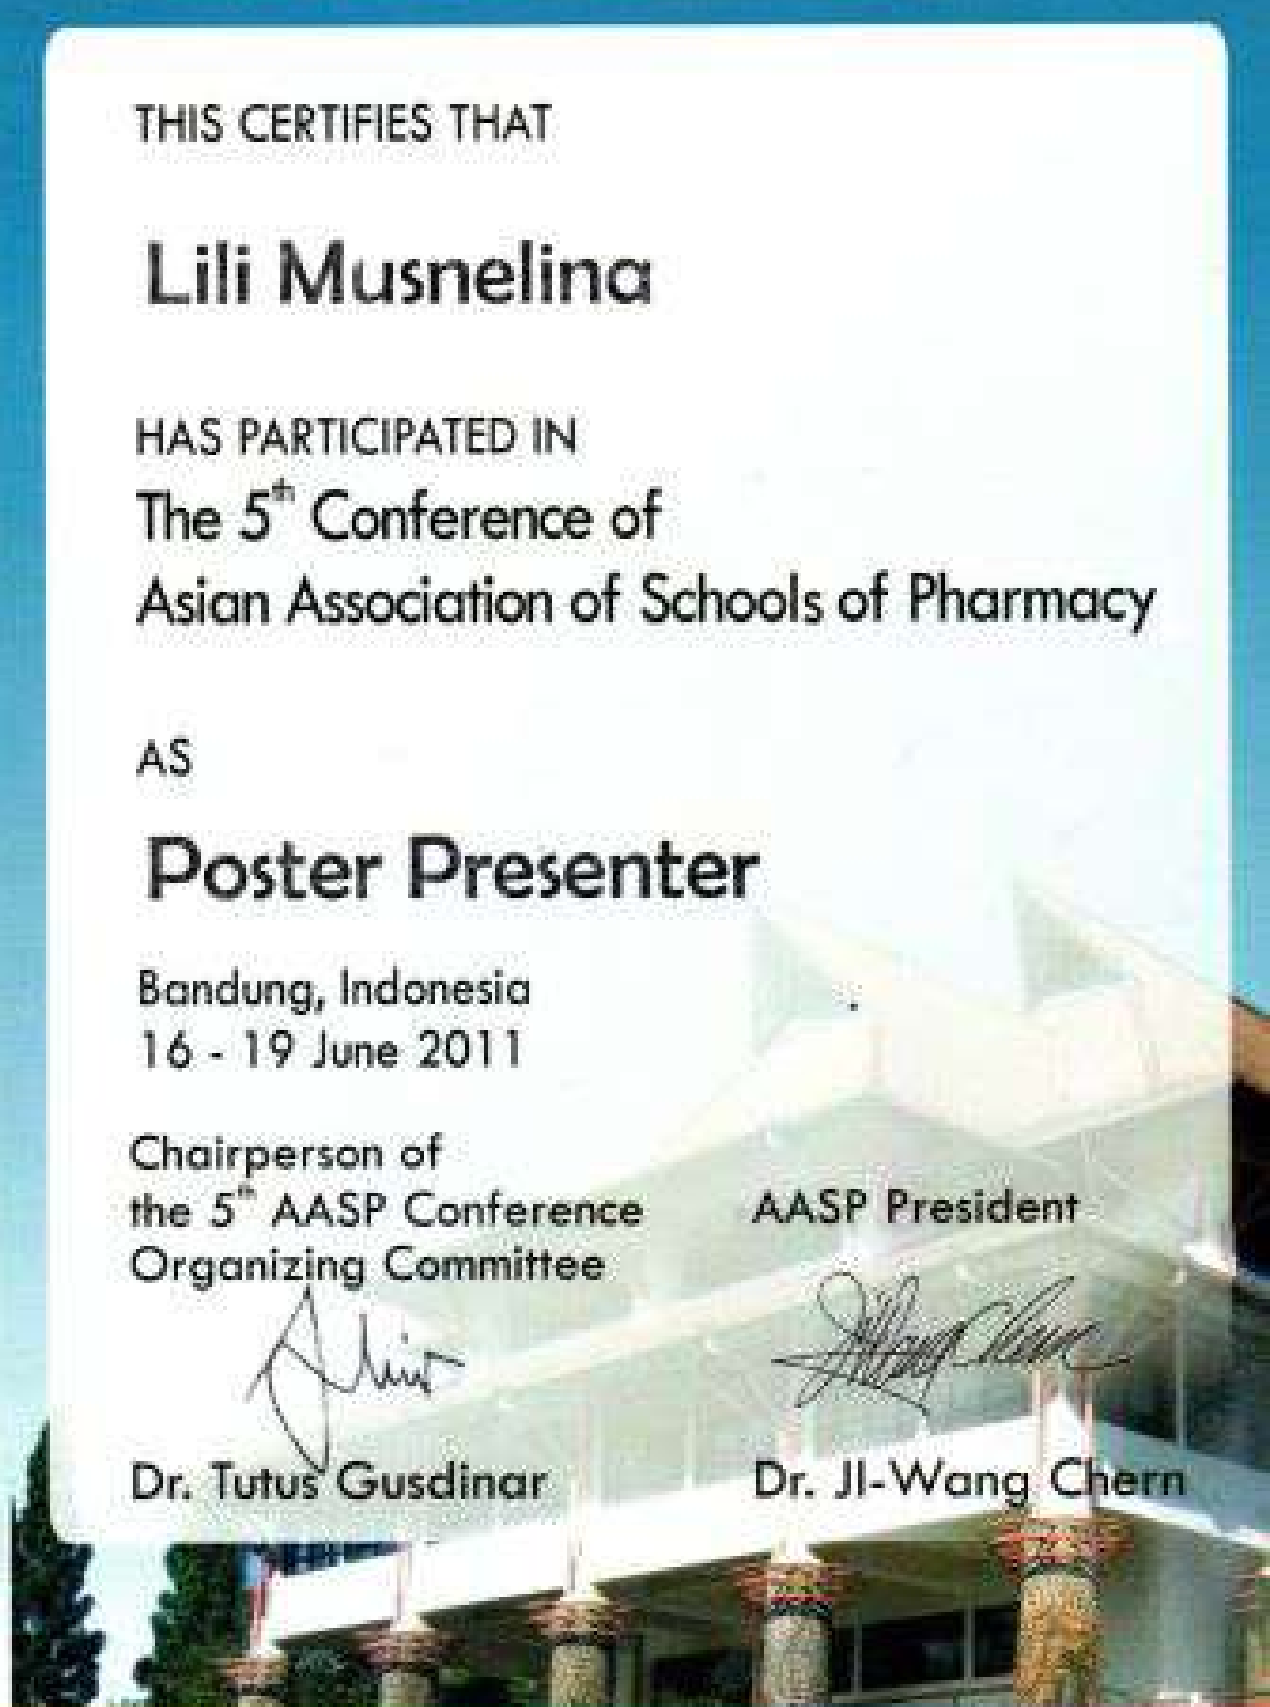 THIS CERTIFIES THAT
Lili Musnelina
HAS PARTICIPATED IN
The 5th Conference of
Asian Association of Schools of Pharmacy
AS
Poster Presenter
Bandung, Indonesia
16 - 19 June 2011
Chairperson of
the 5th AASP Conference
Organizing Committee
AASP President
JiWang Chern
Dr. Tutus Gusdinar
Dr. JI-Wang Chern